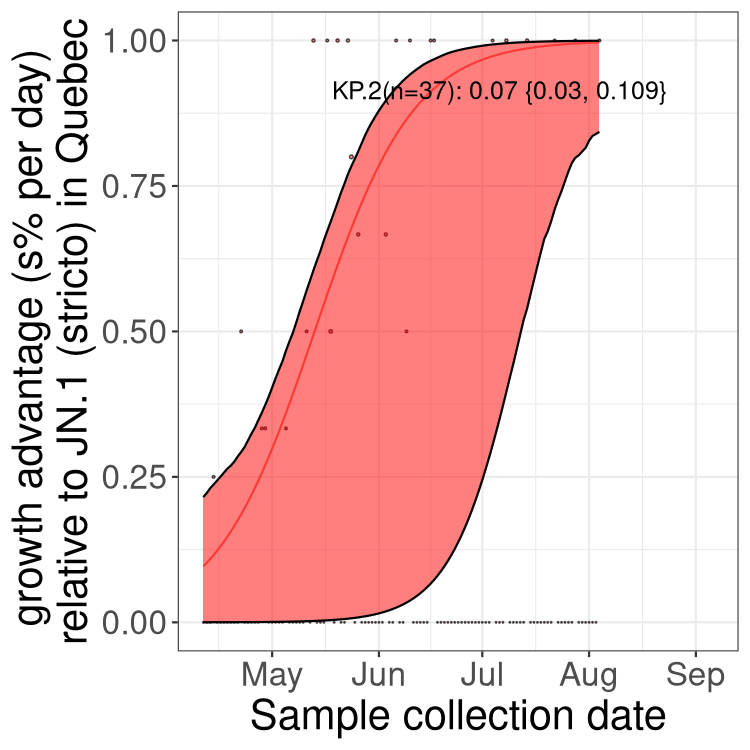 growth advantage (s% per day)
relative to JN.1 (stricto) in Quebec
1.00
0.75
0.50
0.25
0.00
KP.2(n=37): 0.07 {0.03, 0.109}
May Jun Jul Aug Sep
Sample collection date